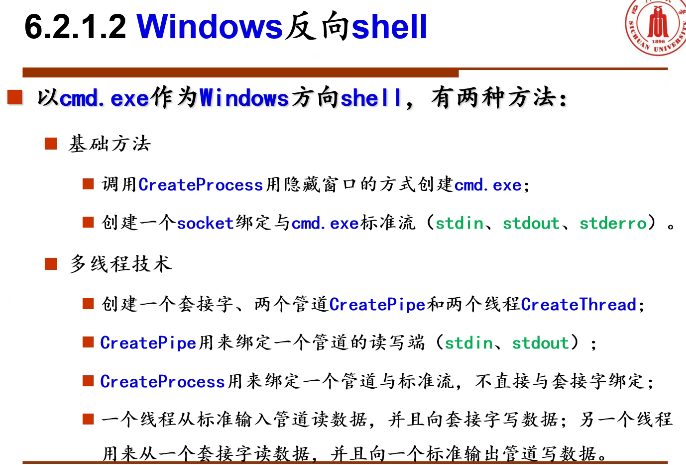 6.2.1.2 Windows反向shell
SICHUAN UNIVERSITY
1896
以cmd.exe作为Windows方向shell，有两种方法：
基础方法
调用CreateProcess用隐藏窗口的方式创建cmd.exe；
创建一个socket绑定与cmd.exe标准流（stdin、stdout、stderro）。
多线程技术
创建一个套接字、两个管道CreatePipe和两个线程CreateThread；
CreatePipe用来绑定一个管道的读写端（stdin、stdout）；
CreateProcess用来绑定一个管道与标准流，不直接与套接字绑定；
一个线程从标准输入管道读数据，并且向套接字写数据；另一个线程
用来从一个套接字读数据，并且向一个标准输出管道写数据。